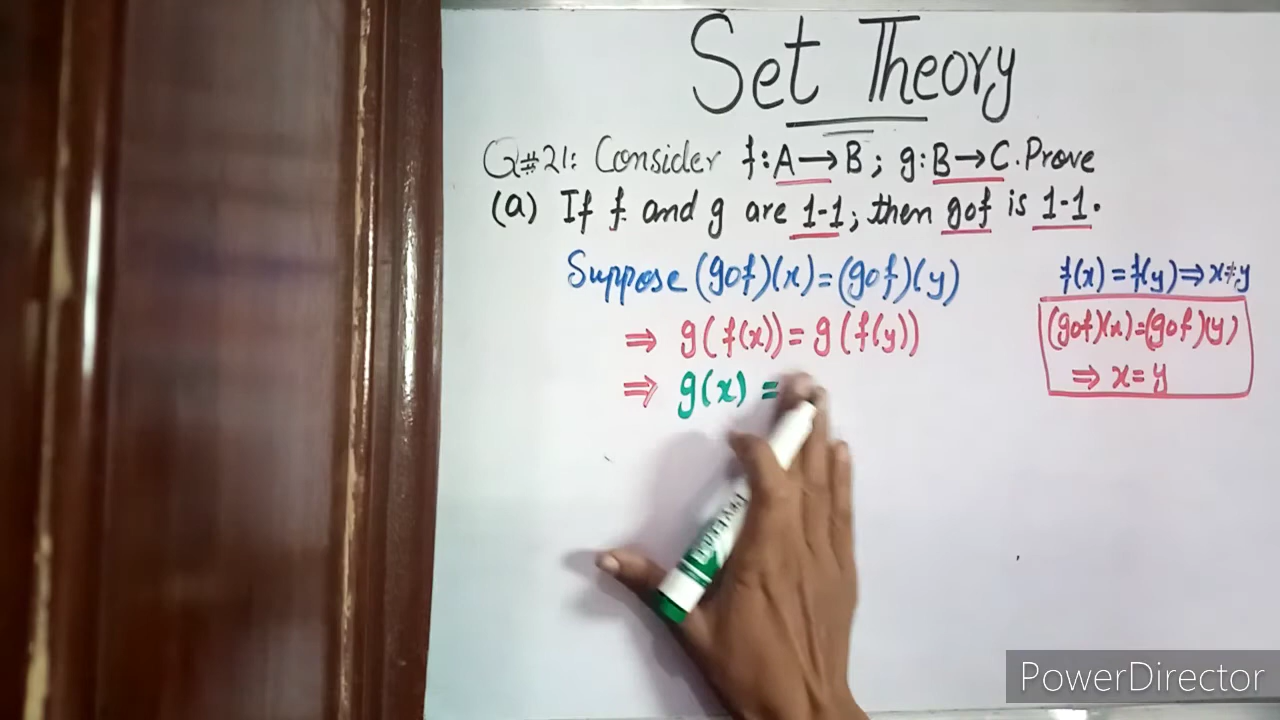 Set Theory
Q#21: Consider f:A→B; g:B→C. Prove
(a) If f and g are 1-1, then gof is 1-1.
Suppose (gof)(x)=(gof)(y)
⇒ g(f(x))=g(f(y))
⇒ g(x) =
f(x)=f(y)⇒x≠y
(gof)(x)=(gof)(y)
⇒ x=y
PowerDirector